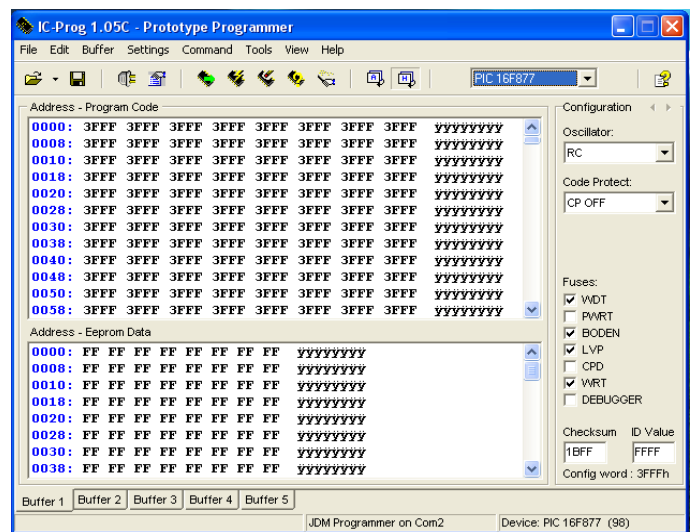 IC-Prog 1.05C - Prototype Programmer
File Edit Buffer Settings Command Tools View Help
PIC 16F877
Address - Program Code
0000: 3FFF 3FFF 3FFF 3FFF 3FFF 3FFF 3FFF 3FFF ÿÿÿÿÿÿÿÿ
0008: 3FFF 3FFF 3FFF 3FFF 3FFF 3FFF 3FFF 3FFF ÿÿÿÿÿÿÿÿ
0010: 3FFF 3FFF 3FFF 3FFF 3FFF 3FFF 3FFF 3FFF ÿÿÿÿÿÿÿÿ
0018: 3FFF 3FFF 3FFF 3FFF 3FFF 3FFF 3FFF 3FFF ÿÿÿÿÿÿÿÿ
0020: 3FFF 3FFF 3FFF 3FFF 3FFF 3FFF 3FFF 3FFF ÿÿÿÿÿÿÿÿ
0028: 3FFF 3FFF 3FFF 3FFF 3FFF 3FFF 3FFF 3FFF ÿÿÿÿÿÿÿÿ
0030: 3FFF 3FFF 3FFF 3FFF 3FFF 3FFF 3FFF 3FFF ÿÿÿÿÿÿÿÿ
0038: 3FFF 3FFF 3FFF 3FFF 3FFF 3FFF 3FFF 3FFF ÿÿÿÿÿÿÿÿ
0040: 3FFF 3FFF 3FFF 3FFF 3FFF 3FFF 3FFF 3FFF ÿÿÿÿÿÿÿÿ
0048: 3FFF 3FFF 3FFF 3FFF 3FFF 3FFF 3FFF 3FFF ÿÿÿÿÿÿÿÿ
0050: 3FFF 3FFF 3FFF 3FFF 3FFF 3FFF 3FFF 3FFF ÿÿÿÿÿÿÿÿ
0058: 3FFF 3FFF 3FFF 3FFF 3FFF 3FFF 3FFF 3FFF ÿÿÿÿÿÿÿÿ
Address - Eeprom Data
0000: FF FF FF FF FF FF FF FF ÿÿÿÿÿÿÿÿ
0008: FF FF FF FF FF FF FF FF ÿÿÿÿÿÿÿÿ
0010: FF FF FF FF FF FF FF FF ÿÿÿÿÿÿÿÿ
0018: FF FF FF FF FF FF FF FF ÿÿÿÿÿÿÿÿ
0020: FF FF FF FF FF FF FF FF ÿÿÿÿÿÿÿÿ
0028: FF FF FF FF FF FF FF FF ÿÿÿÿÿÿÿÿ
0030: FF FF FF FF FF FF FF FF ÿÿÿÿÿÿÿÿ
0038: FF FF FF FF FF FF FF FF ÿÿÿÿÿÿÿÿ
Configuration
Oscillator:
RC
Code Protect:
CP OFF
Fuses:
WDT
PWRT
BODEN
LVP
CPD
WRT
DEBUGGER
Checksum ID Value
1BFF FFFF
Config word : 3FFFh
Buffer 1 Buffer 2 Buffer 3 Buffer 4 Buffer 5
JDM Programmer on Com2 Device: PIC 16F877 (98)